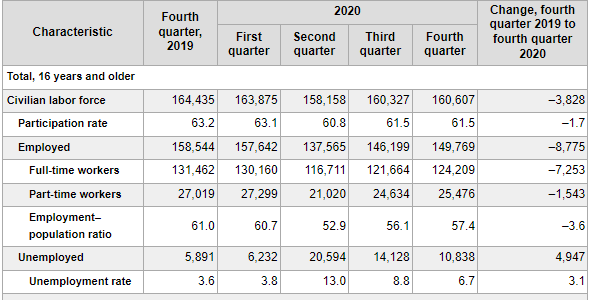 Characteristic
Fourth
quarter,
2019
2020
First
quarter
Second
quarter
Third
quarter
Fourth
quarter
Change, fourth
quarter 2019 to
fourth quarter
2020
Total, 16 years and older
Civilian labor force 164,435 163,875 158,158 160,327 160,607 –3,828
Participation rate 63.2 63.1 60.8 61.5 61.5 –1.7
Employed 158,544 157,642 137,565 146,199 149,769 –8,775
Full-time workers 131,462 130,160 116,711 121,664 124,209 –7,253
Part-time workers 27,019 27,299 21,020 24,634 25,476 –1,543
Employment–
population ratio 61.0 60.7 52.9 56.1 57.4 –3.6
Unemployed 5,891 6,232 20,594 14,128 10,838 4,947
Unemployment rate 3.6 3.8 13.0 8.8 6.7 3.1